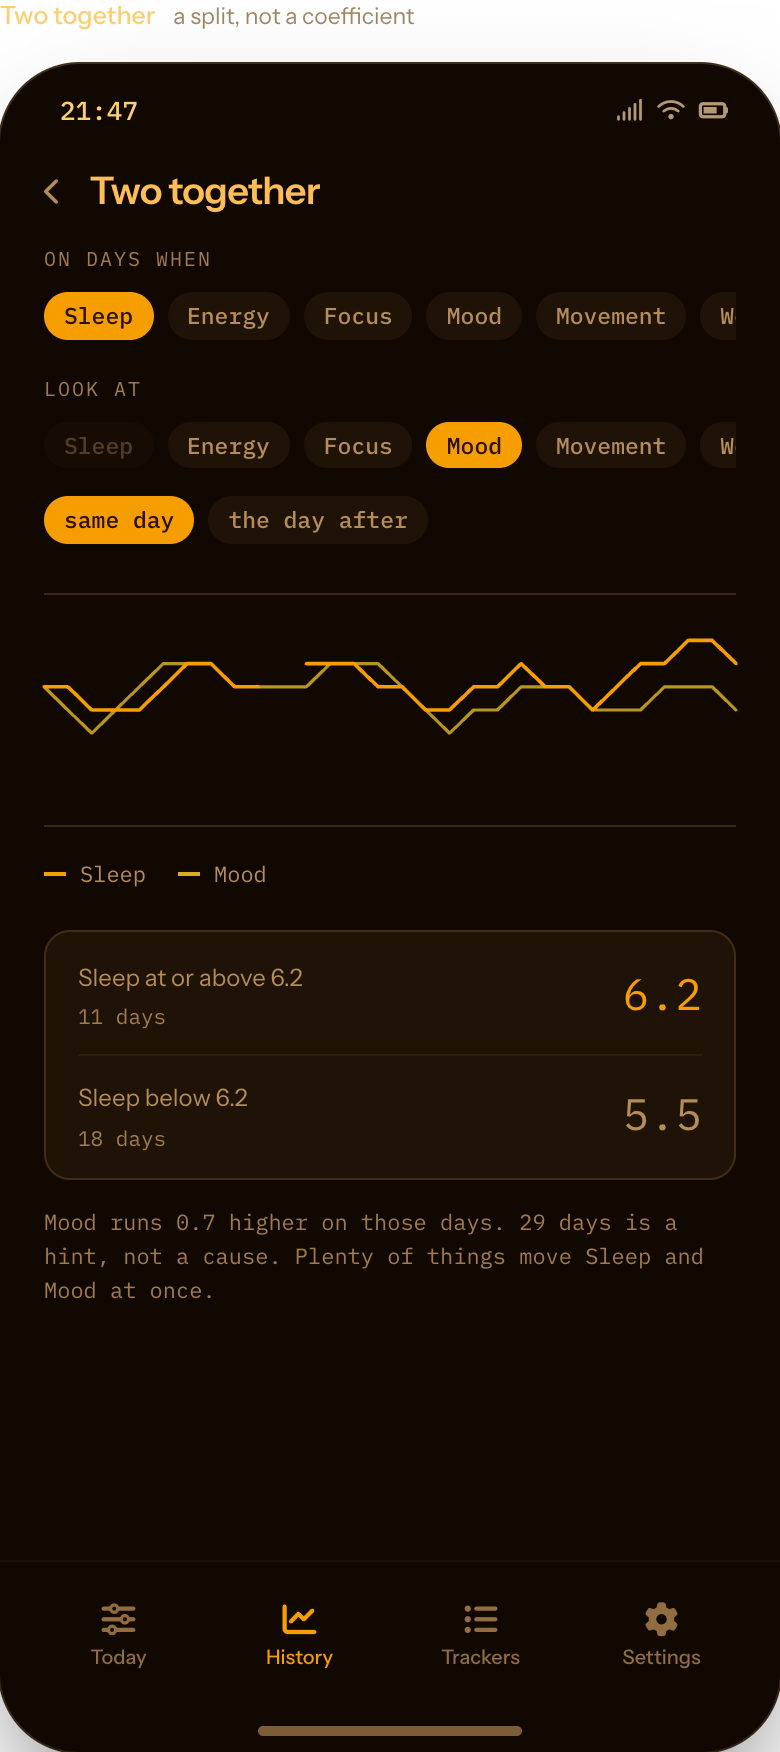 Two together a split, not a coefficient
21:47
Two together
ON DAYS WHEN
Sleep Energy Focus Mood Movement
LOOK AT
Sleep Energy Focus Mood Movement
same day the day after
Sleep Mood
Sleep at or above 6.2
11 days
6.2
Sleep below 6.2
18 days
5.5
Mood runs 0.7 higher on those days. 29 days is a
hint, not a cause. Plenty of things move Sleep and
Mood at once.
Today History Trackers Settings